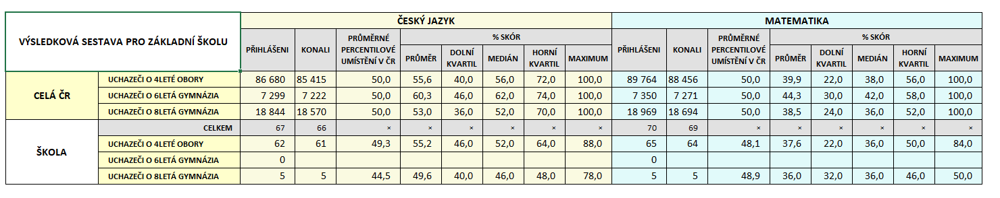 ČESKÝ JAZYK MATEMATIKA
VÝSLEDKOVÁ SESTAVA PRO ZÁKLADNÍ ŠKOLU
PŘIHLÁŠENI KONALI PRŮMĚRNÉ PERCENTILOVÉ UMÍSTĚNÍ V ČR % SKÓR PŘIHLÁŠENI KONALI PRŮMĚRNÉ PERCENTILOVÉ UMÍSTĚNÍ V ČR % SKÓR
PRŮMĚR DOLNÍ KVARTIL MEDIÁN HORNÍ KVARTIL MAXIMUM PRŮMĚR DOLNÍ KVARTIL MEDIÁN HORNÍ KVARTIL MAXIMUM
CELÁ ČR
UCHAZEČI O 4LETÉ OBORY 86 680 85 415 50,0 55,6 40,0 56,0 72,0 100,0 89 764 88 456 50,0 39,9 22,0 38,0 56,0 100,0
UCHAZEČI O 6LETÁ GYMNÁZIA 7 299 7 222 50,0 60,3 46,0 62,0 74,0 100,0 7 350 7 271 50,0 44,3 30,0 42,0 58,0 100,0
UCHAZEČI O 8LETÁ GYMNÁZIA 18 844 18 570 50,0 53,0 36,0 52,0 70,0 100,0 18 969 18 694 50,0 38,5 24,0 36,0 52,0 100,0
ŠKOLA
CELKEM 67 66 × × × × × × 70 69 × × × × × ×
UCHAZEČI O 4LETÉ OBORY 62 61 49,3 55,2 46,0 52,0 64,0 88,0 65 64 48,1 37,6 22,0 36,0 50,0 84,0
UCHAZEČI O 6LETÁ GYMNÁZIA 0 0
UCHAZEČI O 8LETÁ GYMNÁZIA 5 5 44,5 49,6 40,0 46,0 48,0 78,0 5 5 48,9 36,0 32,0 36,0 46,0 50,0